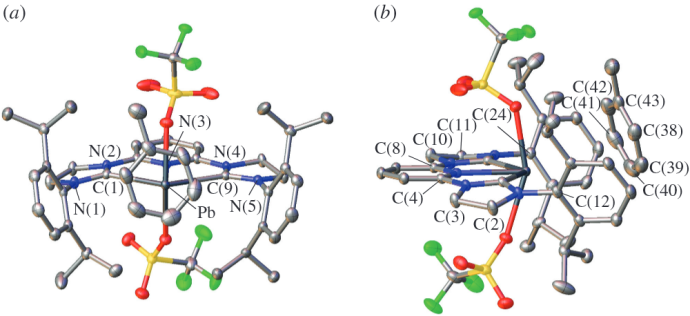 (a)
(b)
N(3)
N(2)
N(4)
C(1)
C(9)
N(1)
N(5)
Pb
C(42)
C(41)
C(43)
C(24)
C(38)
C(11)
C(10)
C(8)
C(39)
C(40)
C(4)
C(12)
C(3)
C(2)